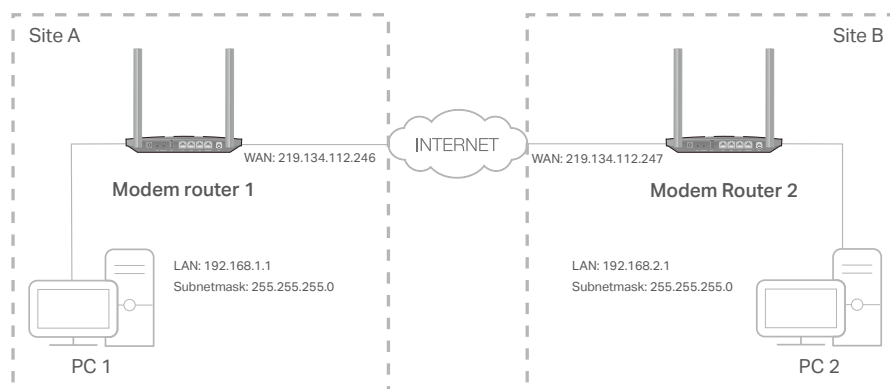 Site A
Site B
INTERNET
WAN: 219.134.112.246
WAN: 219.134.112.247
Modem router 1
Modem Router 2
LAN: 192.168.1.1
Subnetmask: 255.255.255.0
LAN: 192.168.2.1
Subnetmask: 255.255.255.0
PC 1
PC 2